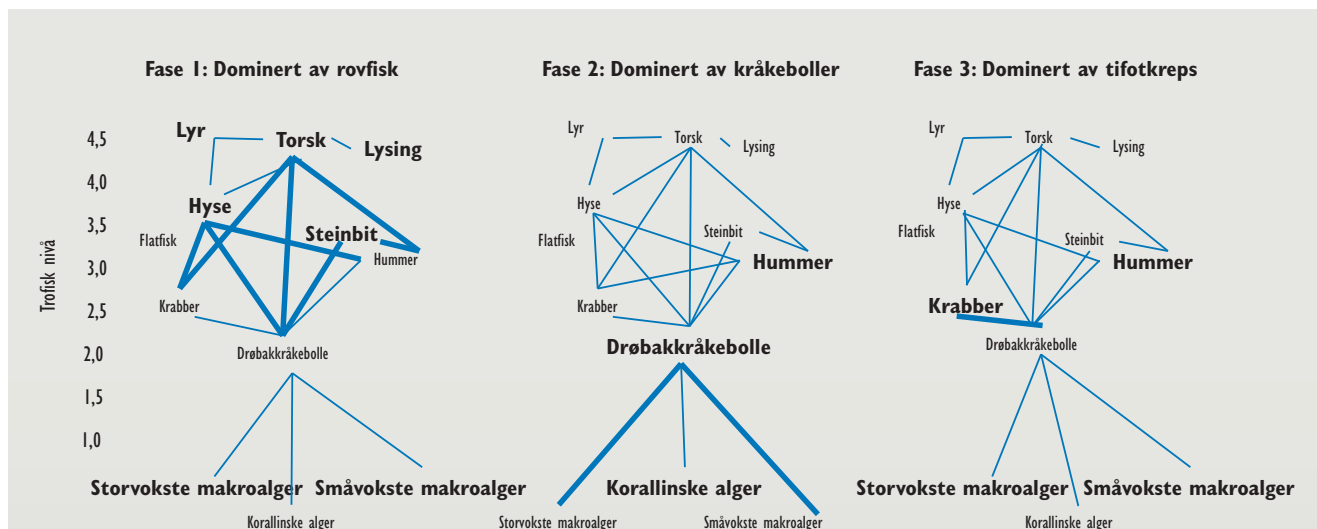 Fase 1: Dominert av rovfisk
Fase 2: Dominert av kråkeboller
Fase 3: Dominert av tifotkreps
Trofisk nivå
4,5
4,0
3,5
3,0
2,5
2,0
1,5
1,0
Lyr
Torsk
Lysing
Hyse
Flatfisk
Steinbit
Hummer
Krabber
Drøbakkråkebolle
Storvokste makroalger
Småvokste makroalger
Korallinske alger
Lyr
Torsk
Lysing
Hyse
Flatfisk
Steinbit
Hummer
Krabber
Drøbakkråkebolle
Korallinske alger
Storvokste makroalger
Småvokste makroalger
Lyr
Torsk
Lysing
Hyse
Flatfisk
Steinbit
Hummer
Krabber
Drøbakkråkebolle
Storvokste makroalger
Småvokste makroalger
Korallinske alger